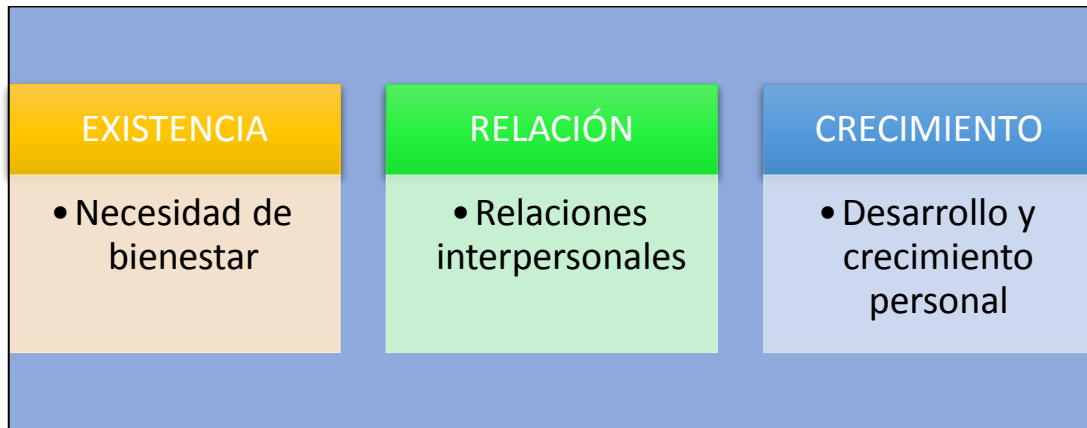 EXISTENCIA
• Necesidad de
bienestar
RELACIÓN
• Relaciones
interpersonales
CRECIMIENTO
• Desarrollo y
crecimiento
personal